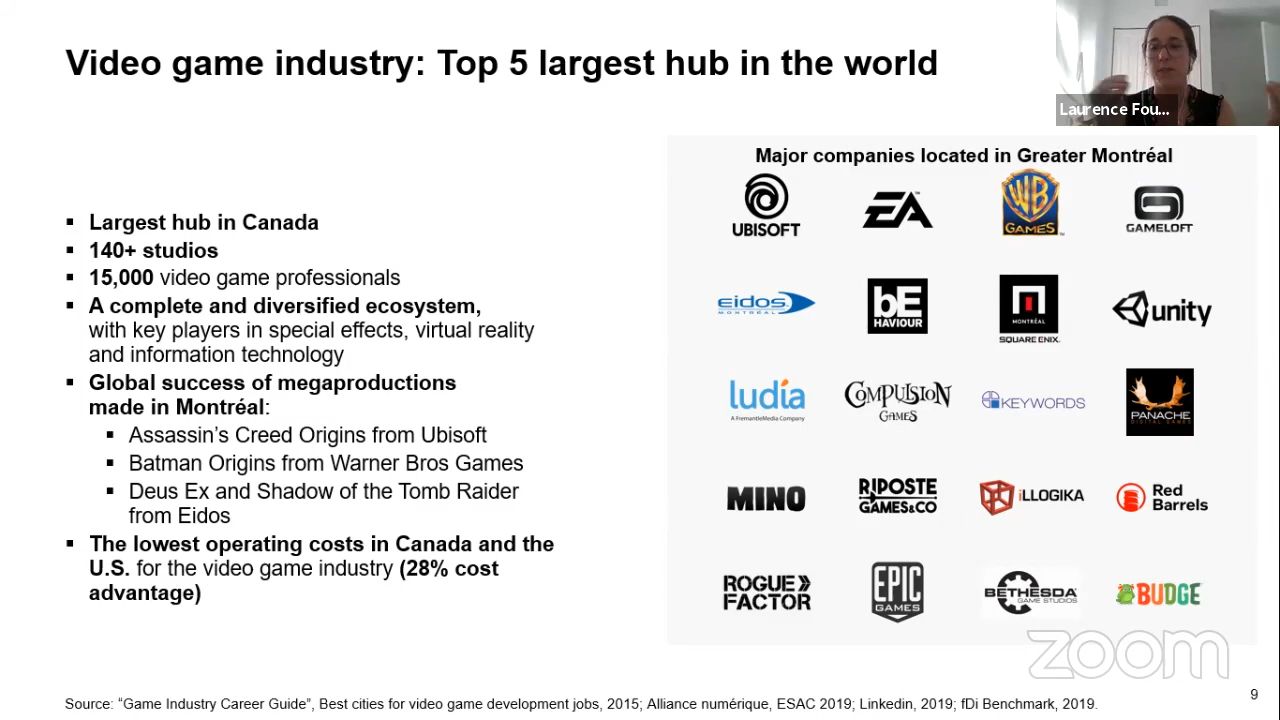 Video game industry: Top 5 largest hub in the world
Laurence Fou...
▪ Largest hub in Canada
▪ 140+ studios
▪ 15,000 video game professionals
▪ A complete and diversified ecosystem,
with key players in special effects, virtual reality
and information technology
▪ Global success of megaproductions
made in Montréal:
▪ Assassin’s Creed Origins from Ubisoft
▪ Batman Origins from Warner Bros Games
▪ Deus Ex and Shadow of the Tomb Raider
from Eidos
▪ The lowest operating costs in Canada and the
U.S. for the video game industry (28% cost
advantage)
Major companies located in Greater Montréal
UBISOFT
EA™
WB
GAMES
GAMELOFT
eidos
MONTRÉAL
bE
HAVIOUR
MONTRÉAL
SQUARE ENIX.
unity
ludia
A FremantleMedia Company
COMPULSION
GAMES
KEYWORDS
PANACHE
DIGITAL GAMES
MINO
RIPOSTE
GAMES&CO
iLLOGIKA
Red
Barrels
ROGUE
FACTOR
EPIC
GAMES
BETHESDA
GAME STUDIOS
BUDGE
zoom
Source: “Game Industry Career Guide”, Best cities for video game development jobs, 2015; Alliance numérique, ESAC 2019; Linkedin, 2019; fDi Benchmark, 2019.
9